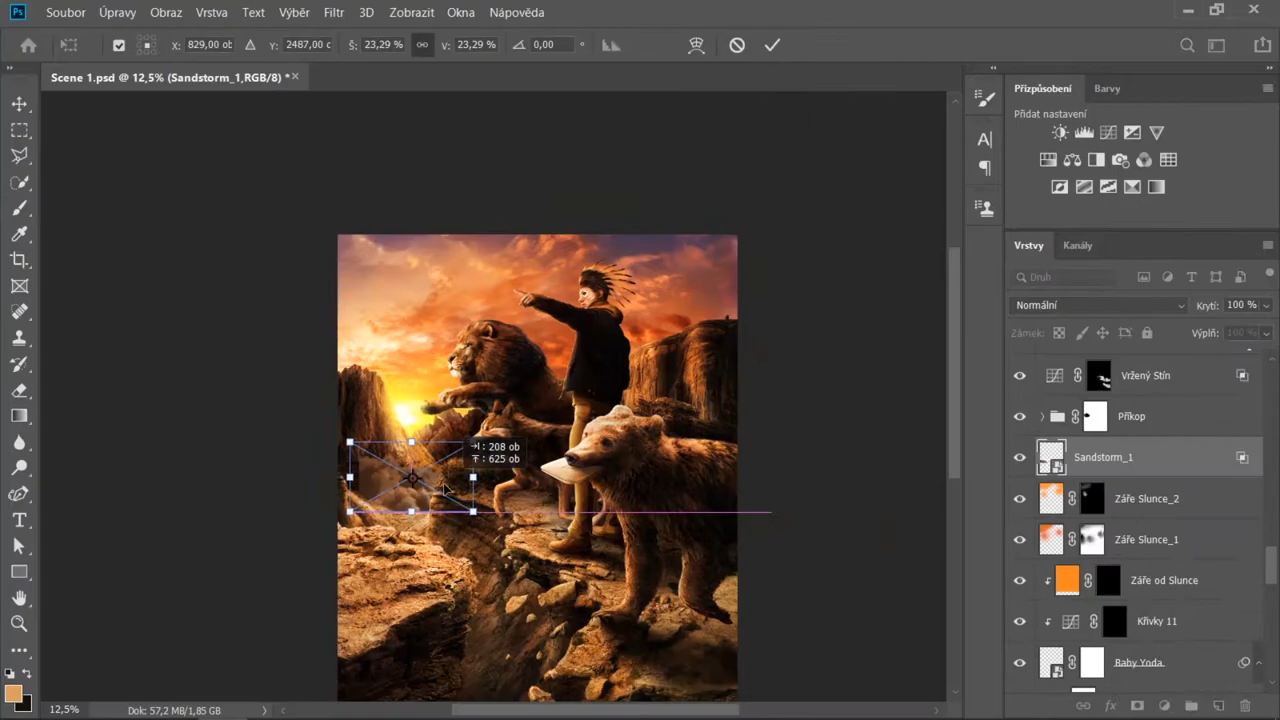 Ps Soubor Úpravy Obraz Vrstva Text Výběr Filtr 3D Zobrazit Okna Nápověda
X: 829,00 ob Y: 2487,00 c Š: 23,29 % V: 23,29 % 0,00 °
Scene 1.psd @ 12,5% (Sandstorm_1,RGB/8) *
Přizpůsobení Barvy
Přidat nastavení
Vrstvy Kanály
Druh
Normální Krytí: 100 %
Zámek: Výplň: 100 %
Vržený Stín
Příkop
Sandstorm_1
Záře Slunce_2
Záře Slunce_1
Záře od Slunce
Křivky 11
Baby Yoda
: 208 ob
: 625 ob
12,5% Dok: 57,2 MB/1,85 GB